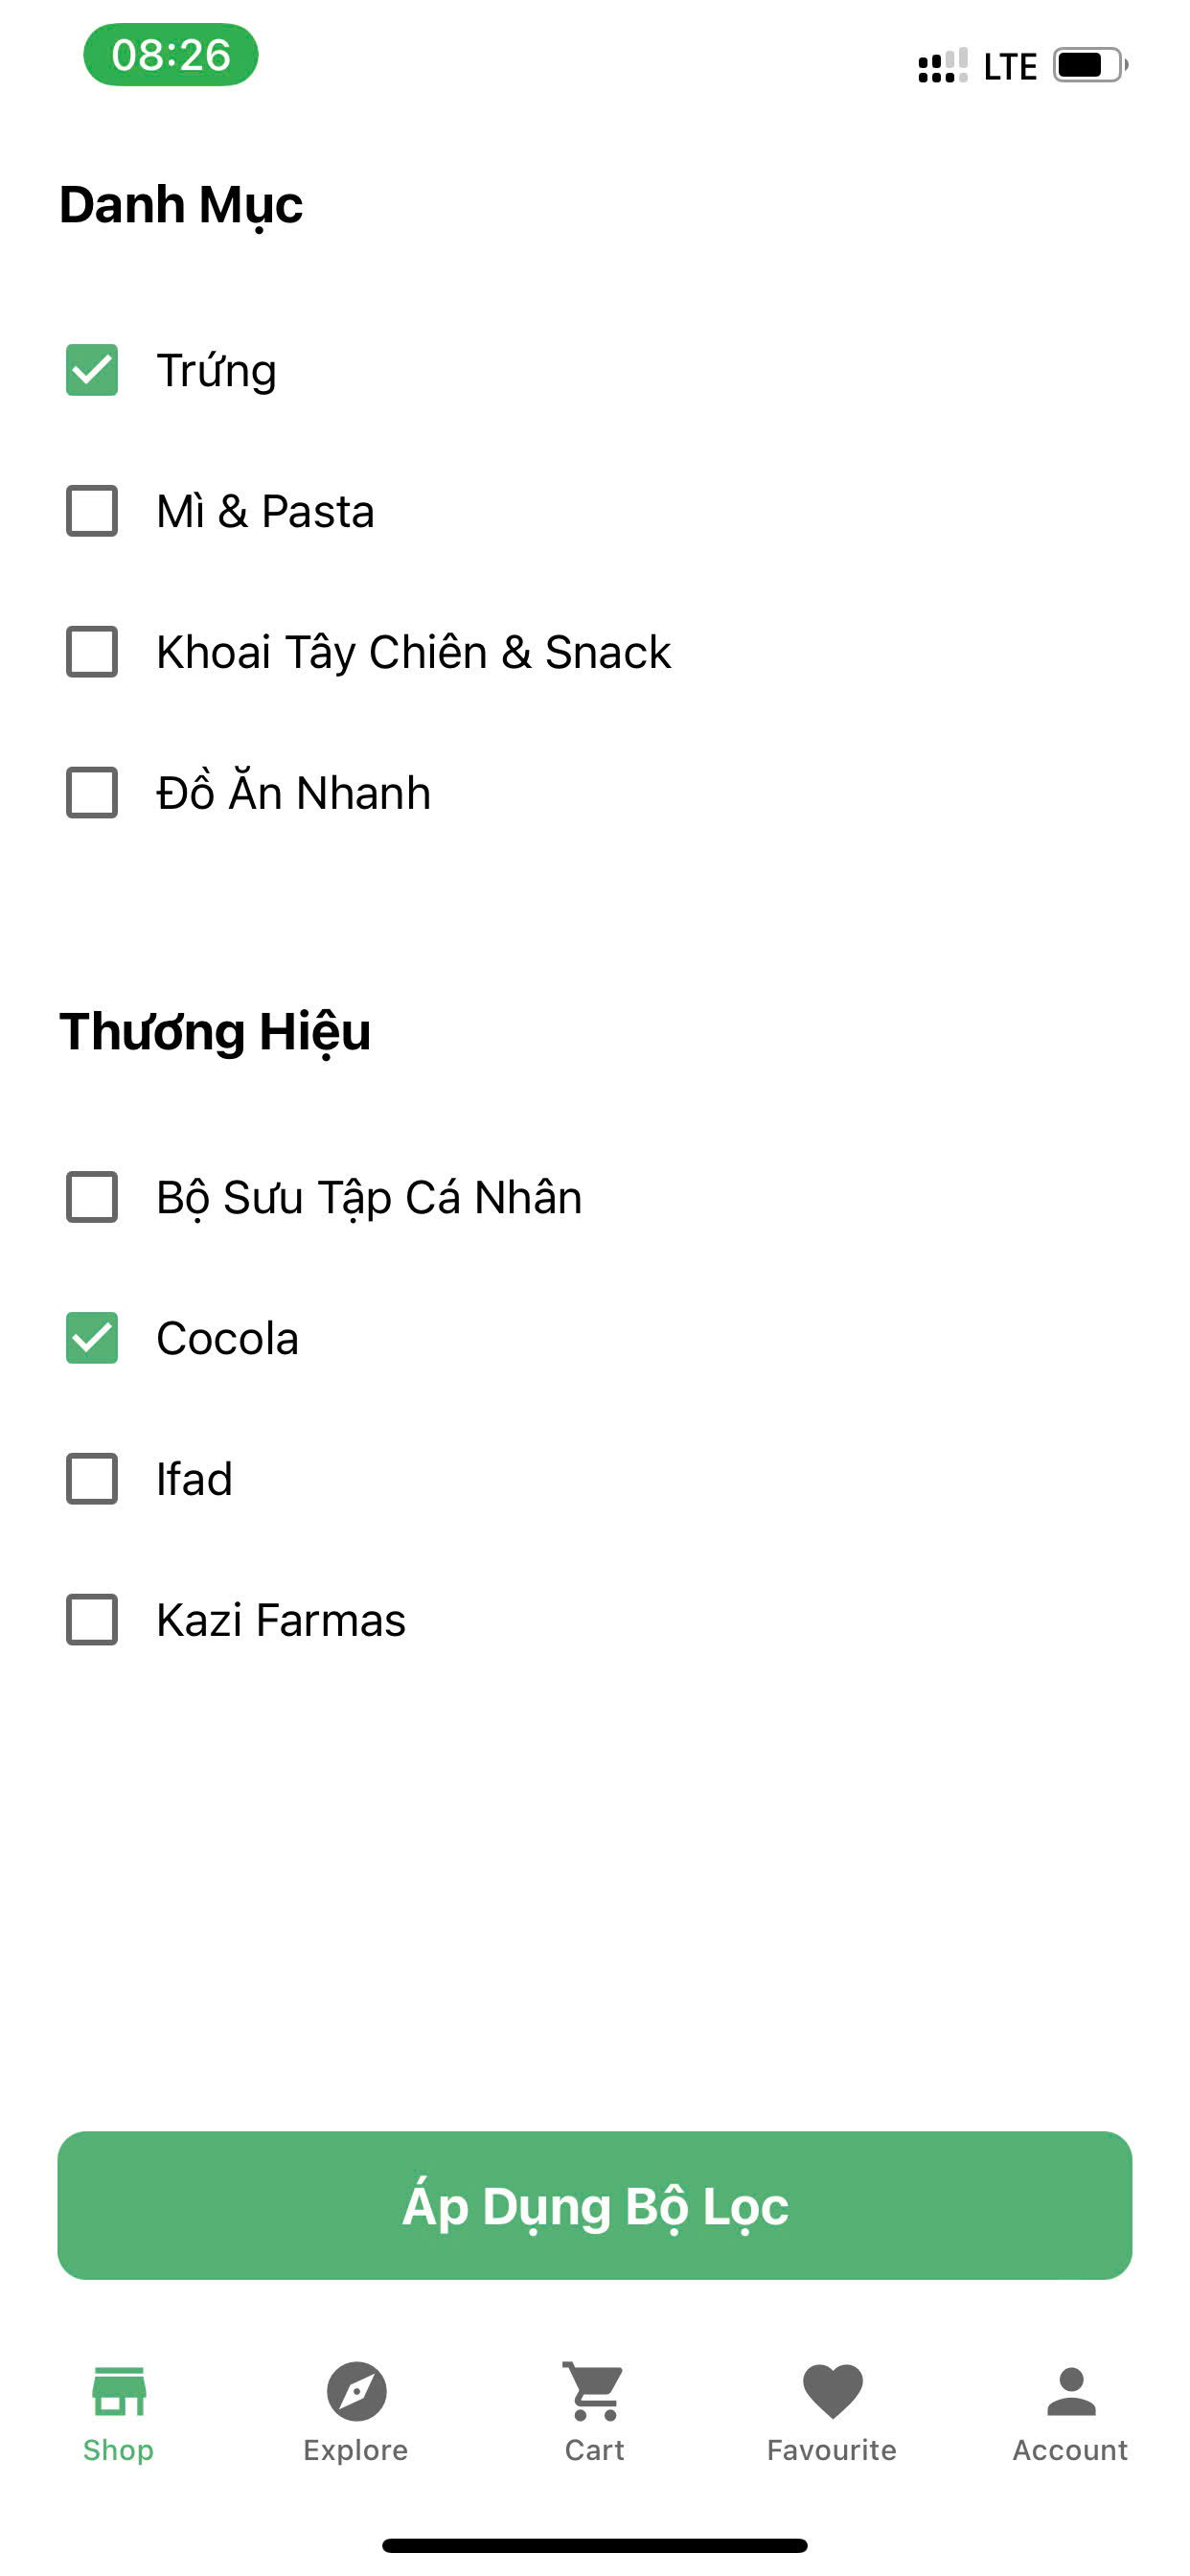 08:26
LTE
Danh Mục
Trứng
Mì & Pasta
Khoai Tây Chiên & Snack
Đồ Ăn Nhanh
Thương Hiệu
Bộ Sưu Tập Cá Nhân
Cocola
Ifad
Kazi Farmas
Áp Dụng Bộ Lọc
Shop Explore Cart Favourite Account